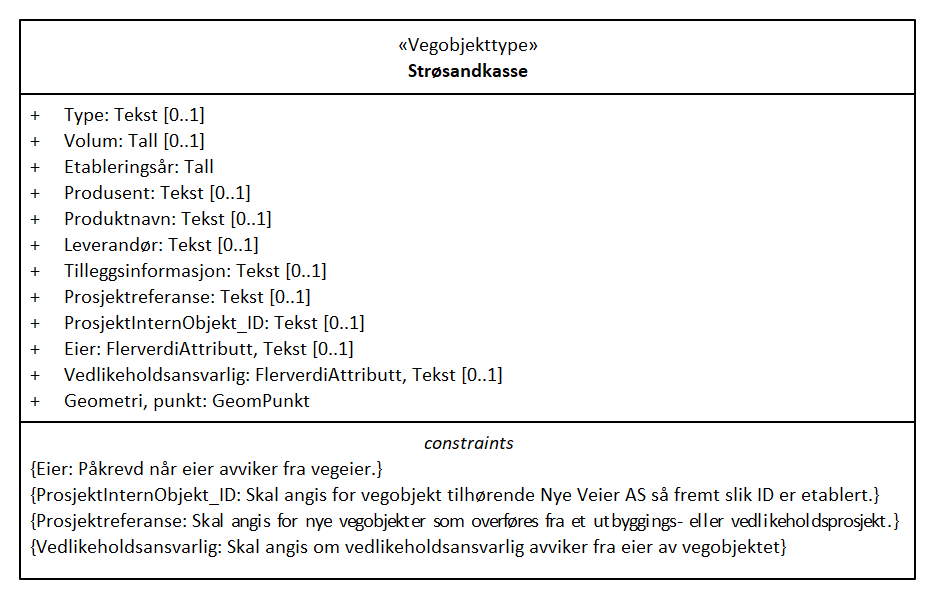 «Vegobjekttype»
Strøsandkasse
+ Type: Tekst [0..1]
+ Volum: Tall [0..1]
+ Etableringsår: Tall
+ Produsent: Tekst [0..1]
+ Produktnavn: Tekst [0..1]
+ Leverandør: Tekst [0..1]
+ Tilleggsinformasjon: Tekst [0..1]
+ Prosjektreferanse: Tekst [0..1]
+ ProsjektInternObjekt_ID: Tekst [0..1]
+ Eier: FlerverdiAttributt, Tekst [0..1]
+ Vedlikeholdsansvarlig: FlerverdiAttributt, Tekst [0..1]
+ Geometri, punkt: GeomPunkt
constraints
{Eier: Påkrevd når eier avviker fra vegeier.}
{ProsjektInternObjekt_ID: Skal angis for vegobjekt tilhørende Nye Veier AS så fremt slik ID er etablert.}
{Prosjektreferanse: Skal angis for nye vegobjekter som overføres fra et utbyggings- eller vedlikeholdsprosjekt.}
{Vedlikeholdsansvarlig: Skal angis om vedlikeholdsansvarlig avviker fra eier av vegobjektet}